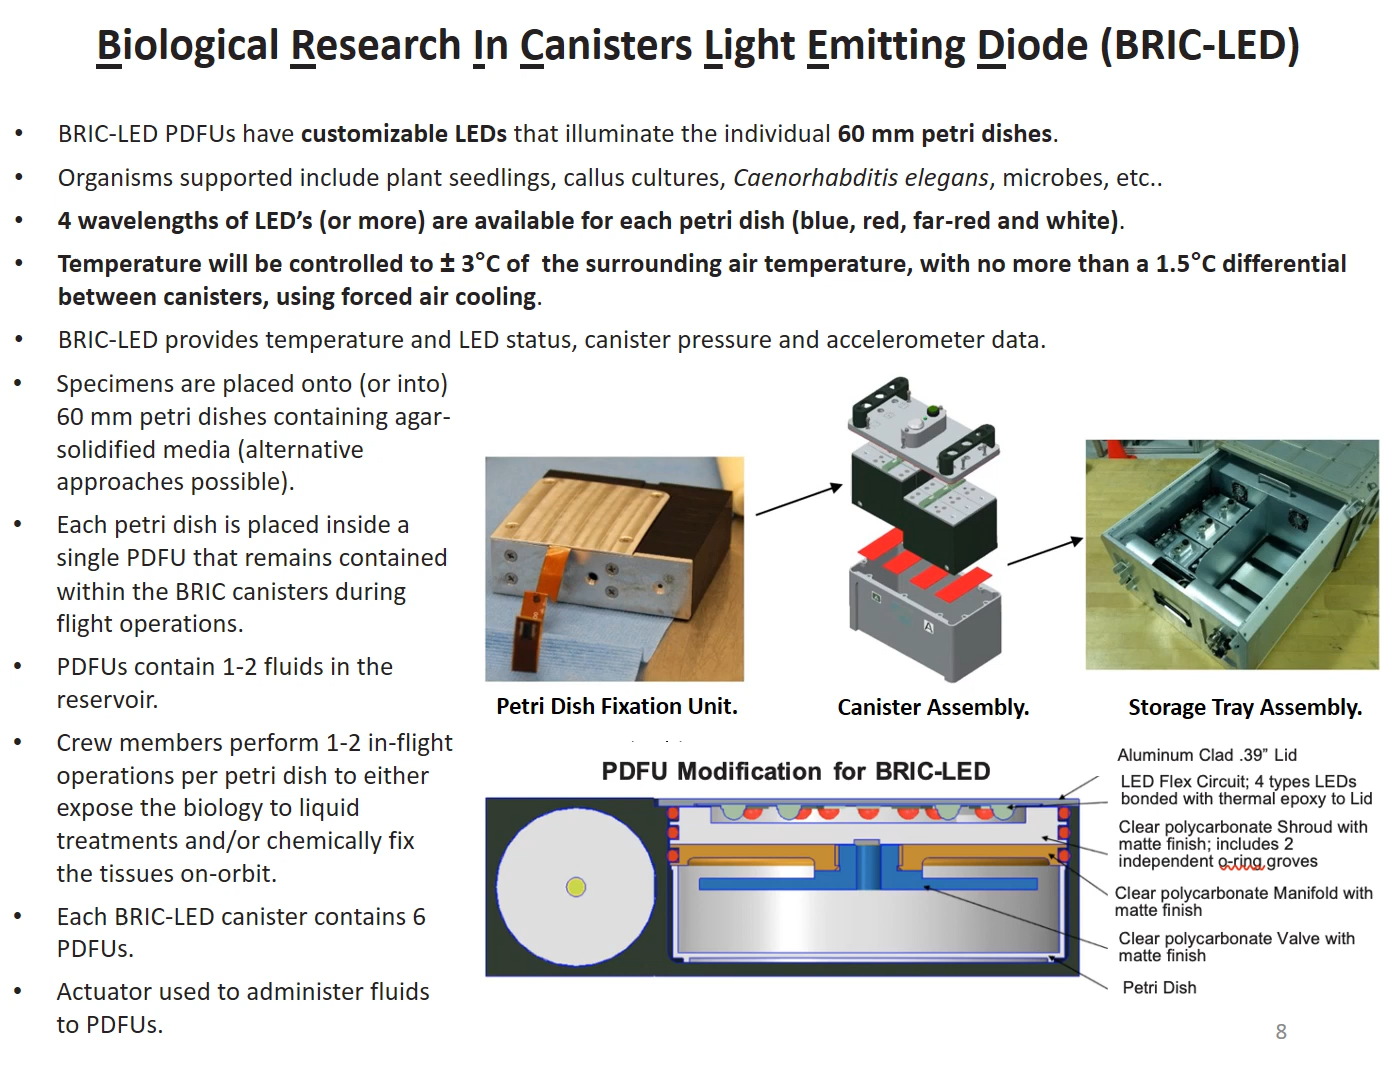 Biological Research In Canisters Light Emitting Diode (BRIC-LED)
• BRIC-LED PDFUs have customizable LEDs that illuminate the individual 60 mm petri dishes.
• Organisms supported include plant seedlings, callus cultures, Caenorhabditis elegans, microbes, etc..
• 4 wavelengths of LED’s (or more) are available for each petri dish (blue, red, far-red and white).
• Temperature will be controlled to ± 3°C of the surrounding air temperature, with no more than a 1.5°C differential
between canisters, using forced air cooling.
• BRIC-LED provides temperature and LED status, canister pressure and accelerometer data.
• Specimens are placed onto (or into)
60 mm petri dishes containing agar-
solidified media (alternative
approaches possible).
• Each petri dish is placed inside a
single PDFU that remains contained
within the BRIC canisters during
flight operations.
• PDFUs contain 1-2 fluids in the
reservoir.
• Crew members perform 1-2 in-flight
operations per petri dish to either
expose the biology to liquid
treatments and/or chemically fix
the tissues on-orbit.
• Each BRIC-LED canister contains 6
PDFUs.
• Actuator used to administer fluids
to PDFUs.
A
Petri Dish Fixation Unit.
Canister Assembly.
Storage Tray Assembly.
PDFU Modification for BRIC-LED
Aluminum Clad .39” Lid
LED Flex Circuit; 4 types LEDs
bonded with thermal epoxy to Lid
Clear polycarbonate Shroud with
matte finish; includes 2
independent o-ring groves
Clear polycarbonate Manifold with
matte finish
Clear polycarbonate Valve with
matte finish
Petri Dish
8